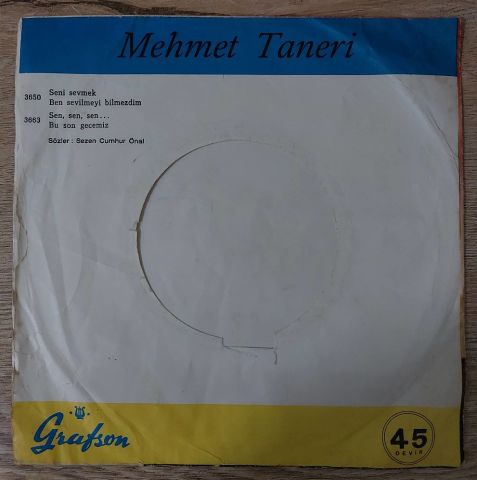 Mehmet Taneri
3650 Seni sevmek
Ben sevilmeyi bilmezdim
3663 Sen, sen, sen...
Bu son gecemiz
Sözler : Sezen Cumhur Önal
Grafson
45
DEVİR